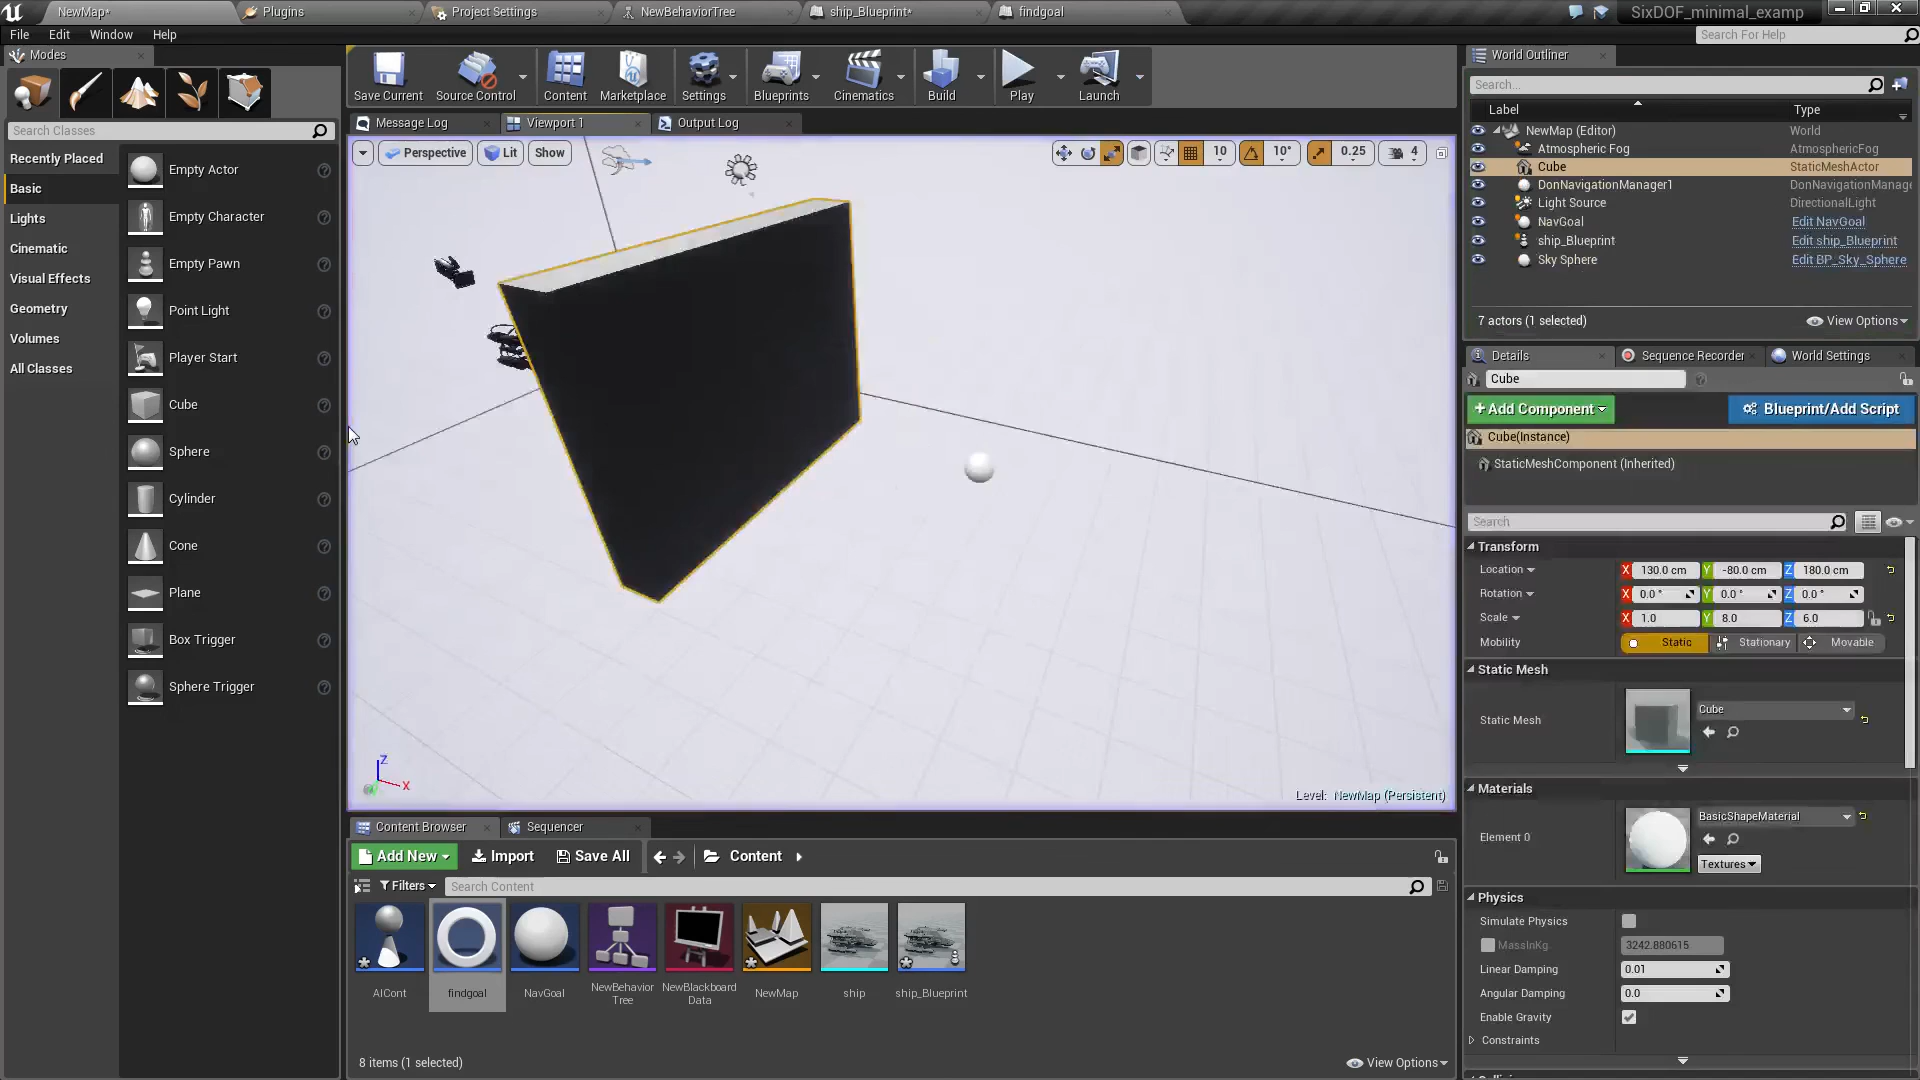 NewMap*
Plugins
Project Settings
NewBehaviorTree
ship_Blueprint*
findgoal
SixDOF_minimal_examp
File
Edit
Window
Help
Search For Help
Modes
Search Classes
Recently Placed
Basic
Lights
Cinematic
Visual Effects
Geometry
Volumes
All Classes
Empty Actor
Empty Character
Empty Pawn
Point Light
Player Start
Cube
Sphere
Cylinder
Cone
Plane
Box Trigger
Sphere Trigger
Save Current
Source Control
Content
Marketplace
Settings
Blueprints
Cinematics
Build
Play
Launch
Message Log
Viewport 1
Output Log
Perspective
Lit
Show
10
10°
0.25
4
Z
X
Level: NewMap (Persistent)
Content Browser
Sequencer
Add New
Import
Save All
Content
Filters
Search Content
AICont
findgoal
NavGoal
NewBehavior
Tree
NewBlackboard
Data
NewMap
ship
ship_Blueprint
8 items (1 selected)
View Options
World Outliner
Search...
Label
Type
NewMap (Editor)
World
Atmospheric Fog
AtmosphericFog
Cube
StaticMeshActor
DonNavigationManager1
DonNavigationManage
Light Source
DirectionalLight
NavGoal
Edit NavGoal
ship_Blueprint
Edit ship_Blueprint
Sky Sphere
Edit BP_Sky_Sphere
7 actors (1 selected)
View Options
Details
Sequence Recorder
World Settings
Cube
+ Add Component
Blueprint/Add Script
Cube(Instance)
StaticMeshComponent (Inherited)
Search
Transform
Location
X 130.0 cm Y -80.0 cm Z 180.0 cm
Rotation
X 0.0 ° Y 0.0 ° Z 0.0 °
Scale
X 1.0 Y 8.0 Z 6.0
Mobility
Static
Stationary
Movable
Static Mesh
Static Mesh
Cube
Materials
Element 0
BasicShapeMaterial
Textures
Physics
Simulate Physics
MassInKg
3242.880615
Linear Damping
0.01
Angular Damping
0.0
Enable Gravity
Constraints